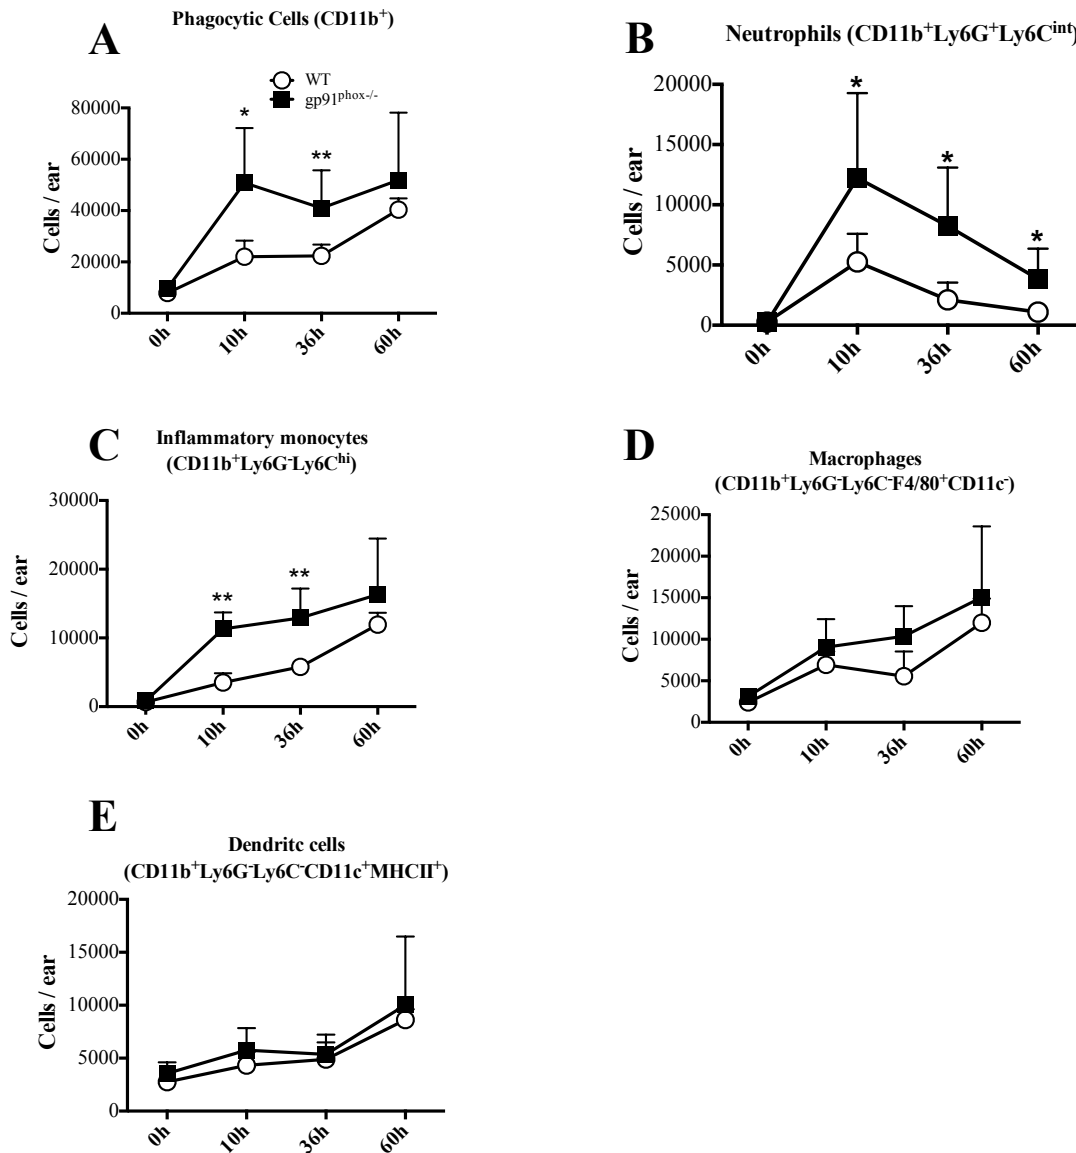 A
Phagocytic Cells (CD11b⁺)
WT
gp91ᵖʰᵒˣ⁻/⁻
Cells / ear
80000
60000
40000
20000
0
*
**
0h
10h
36h
60h
B
Neutrophils (CD11b⁺Ly6G⁺Ly6Cⁱⁿᵗ)
Cells / ear
20000
15000
10000
5000
0
*
*
*
0h
10h
36h
60h
C
Inflammatory monocytes
(CD11b⁺Ly6G⁻Ly6Cʰⁱ)
Cells / ear
30000
20000
10000
0
**
**
0h
10h
36h
60h
D
Macrophages
(CD11b⁺Ly6G⁻Ly6C⁻F4/80⁺CD11c⁻)
Cells / ear
25000
20000
15000
10000
5000
0
0h
10h
36h
60h
E
Dendritc cells
(CD11b⁺Ly6G⁻Ly6C⁻CD11c⁺MHCII⁺)
Cells / ear
20000
15000
10000
5000
0
0h
10h
36h
60h